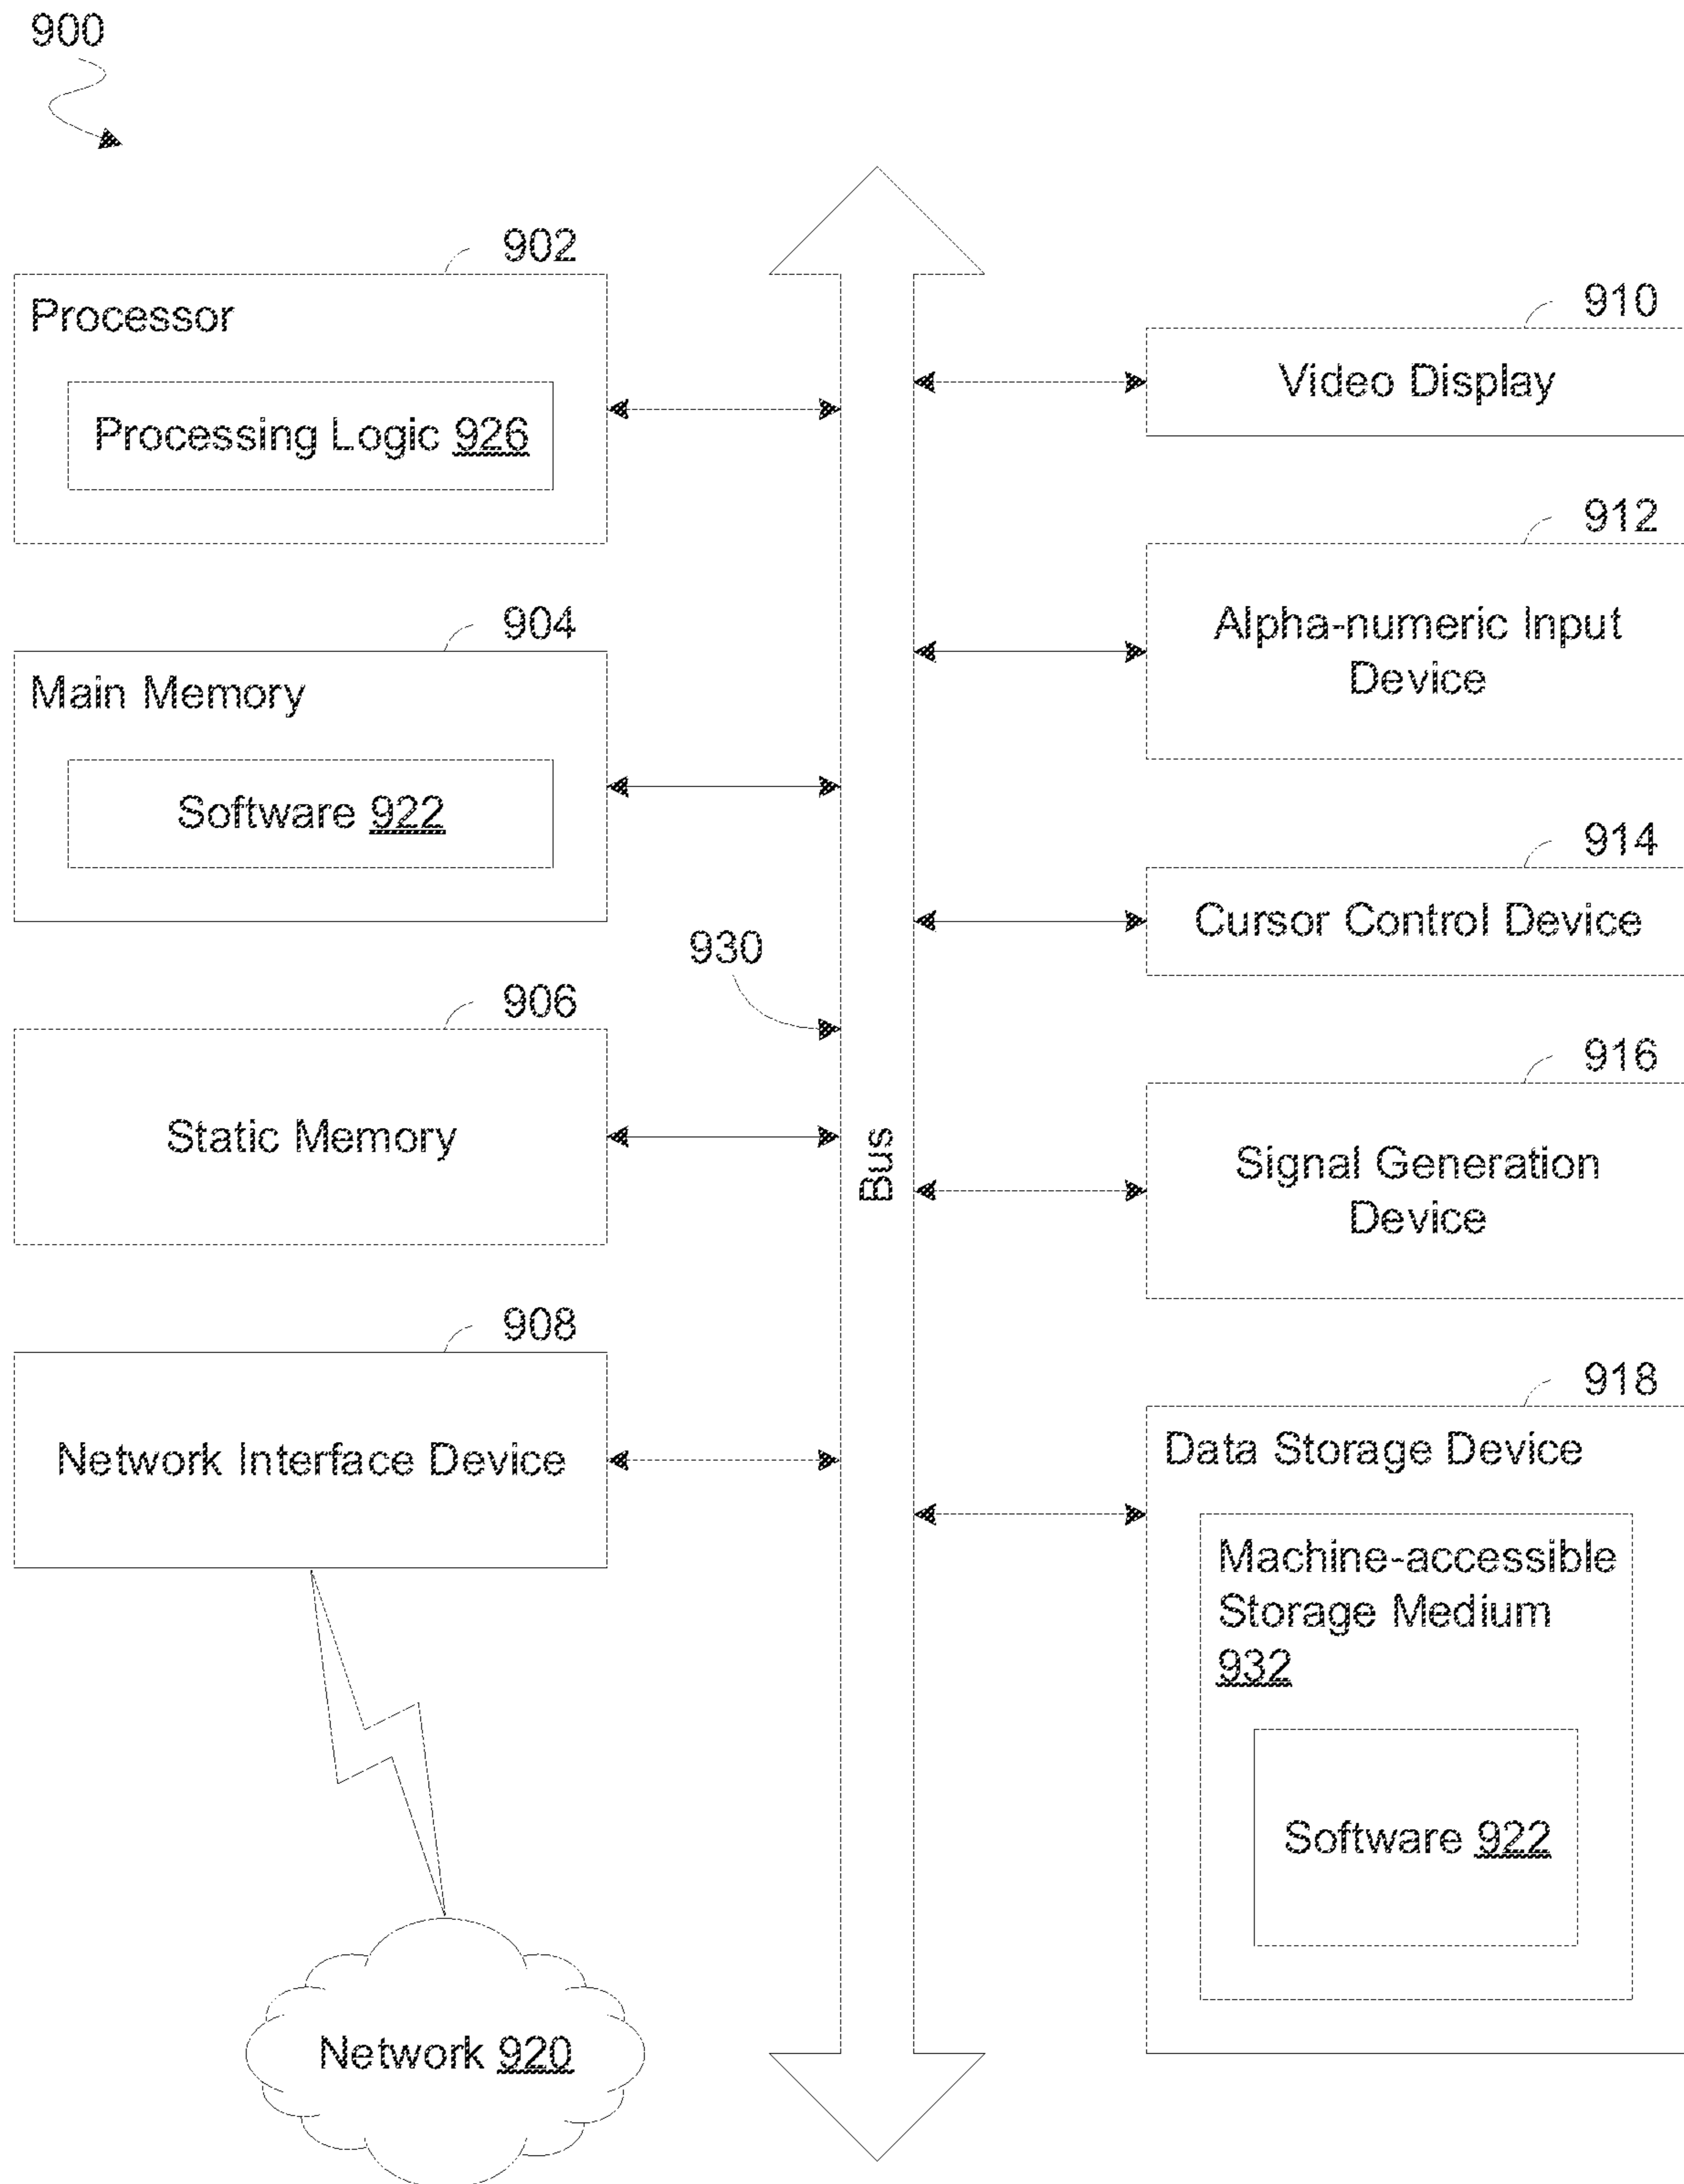 900
902
Processor
Processing Logic 926
904
Main Memory
Software 922
930
906
Static Memory
908
Network Interface Device
Network 920
Bus
910
Video Display
912
Alpha-numeric Input
Device
914
Cursor Control Device
916
Signal Generation
Device
918
Data Storage Device
Machine-accessible
Storage Medium
932
Software 922